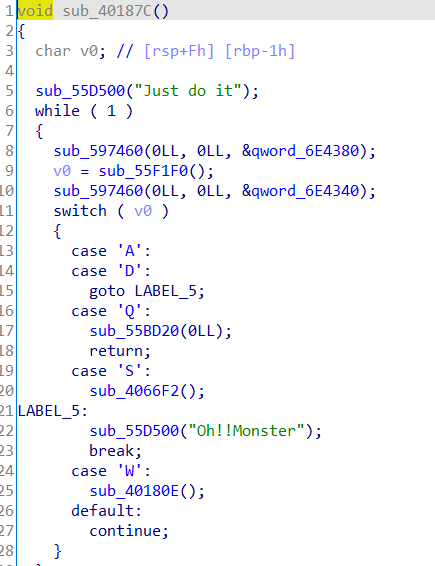 1 void sub_40187C()
2 {
3   char v0; // [rsp+Fh] [rbp-1h]
4
5   sub_55D500("Just do it");
6   while ( 1 )
7   {
8     sub_597460(0LL, 0LL, &qword_6E4380);
9     v0 = sub_55F1F0();
10     sub_597460(0LL, 0LL, &qword_6E4340);
11     switch ( v0 )
12     {
13       case 'A':
14       case 'D':
15         goto LABEL_5;
16       case 'Q':
17         sub_55BD20(0LL);
18         return;
19       case 'S':
20         sub_4066F2();
21 LABEL_5:
22         sub_55D500("Oh!!Monster");
23         break;
24       case 'W':
25         sub_40180E();
26       default:
27         continue;
28     }